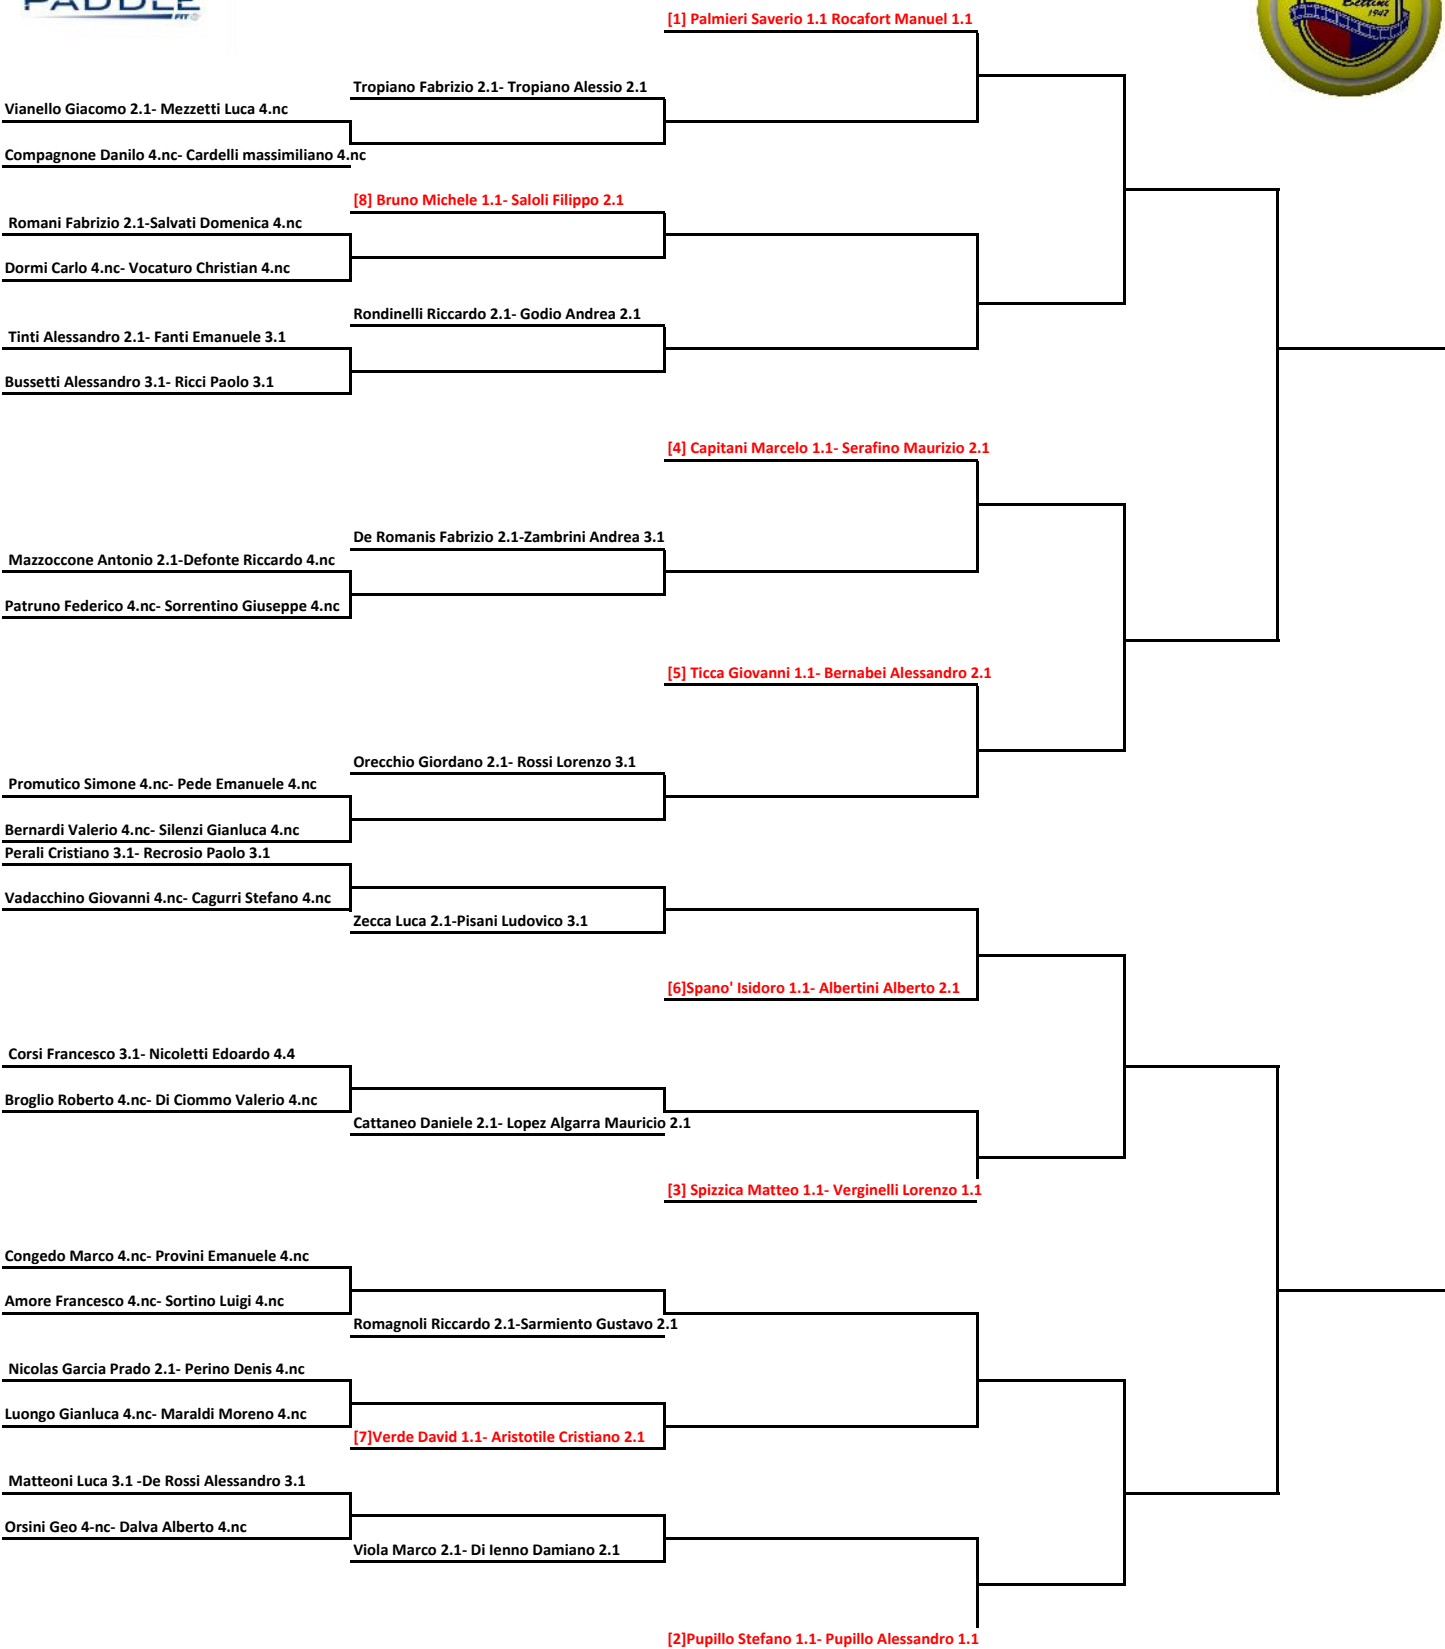 PADDLE
FIT
Bettini
1947
[1] Palmieri Saverio 1.1 Rocafort Manuel 1.1
Tropiano Fabrizio 2.1- Tropiano Alessio 2.1
Vianello Giacomo 2.1- Mezzetti Luca 4.nc
Compagnone Danilo 4.nc- Cardelli massimiliano 4.nc
[8] Bruno Michele 1.1- Saloli Filippo 2.1
Romani Fabrizio 2.1-Salvati Domenica 4.nc
Dormi Carlo 4.nc- Vocaturo Christian 4.nc
Rondinelli Riccardo 2.1- Godio Andrea 2.1
Tinti Alessandro 2.1- Fanti Emanuele 3.1
Bussetti Alessandro 3.1- Ricci Paolo 3.1
[4] Capitani Marcelo 1.1- Serafino Maurizio 2.1
De Romanis Fabrizio 2.1-Zambrini Andrea 3.1
Mazzoccone Antonio 2.1-Defonte Riccardo 4.nc
Patruno Federico 4.nc- Sorrentino Giuseppe 4.nc
[5] Ticca Giovanni 1.1- Bernabei Alessandro 2.1
Orecchio Giordano 2.1- Rossi Lorenzo 3.1
Promutico Simone 4.nc- Pede Emanuele 4.nc
Bernardi Valerio 4.nc- Silenzi Gianluca 4.nc
Perali Cristiano 3.1- Recrosio Paolo 3.1
Vadacchino Giovanni 4.nc- Cagurri Stefano 4.nc
Zecca Luca 2.1-Pisani Ludovico 3.1
[6]Spano' Isidoro 1.1- Albertini Alberto 2.1
Corsi Francesco 3.1- Nicoletti Edoardo 4.4
Broglio Roberto 4.nc- Di Ciommo Valerio 4.nc
Cattaneo Daniele 2.1- Lopez Algarra Mauricio 2.1
[3] Spizzica Matteo 1.1- Verginelli Lorenzo 1.1
Congedo Marco 4.nc- Provini Emanuele 4.nc
Amore Francesco 4.nc- Sortino Luigi 4.nc
Romagnoli Riccardo 2.1-Sarmiento Gustavo 2.1
Nicolas Garcia Prado 2.1- Perino Denis 4.nc
Luongo Gianluca 4.nc- Maraldi Moreno 4.nc
[7]Verde David 1.1- Aristotile Cristiano 2.1
Matteoni Luca 3.1 -De Rossi Alessandro 3.1
Orsini Geo 4-nc- Dalva Alberto 4.nc
Viola Marco 2.1- Di Ienno Damiano 2.1
[2]Pupillo Stefano 1.1- Pupillo Alessandro 1.1